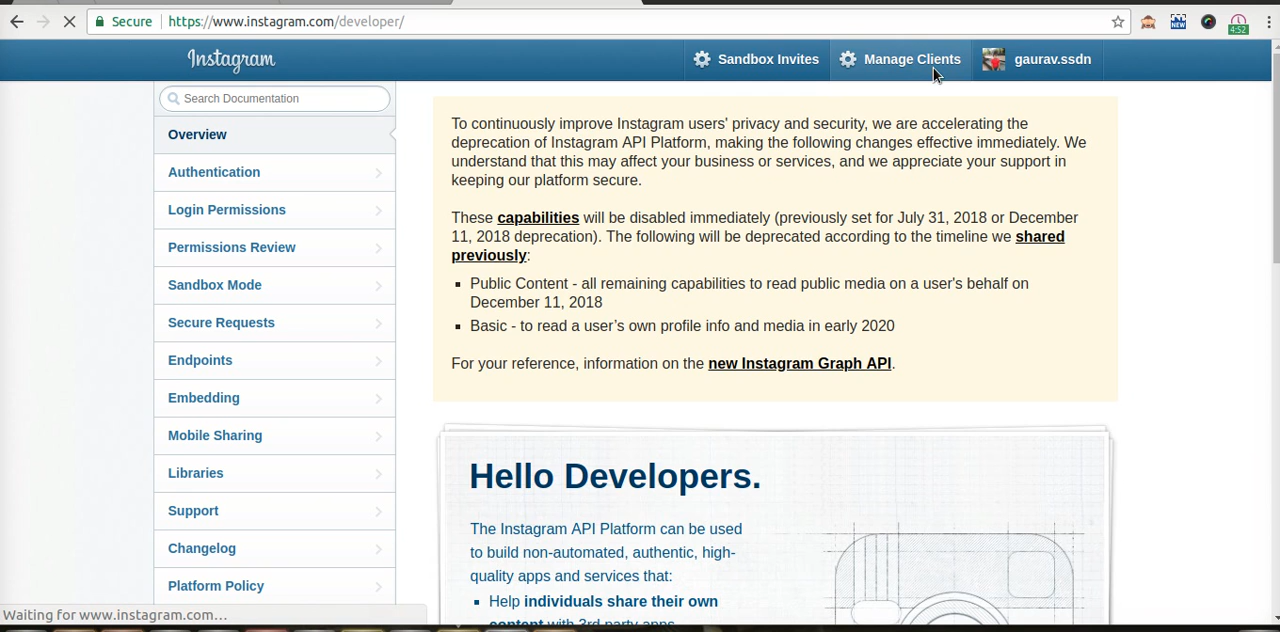 Secure https://www.instagram.com/developer/
NEW
4:52
Instagram
Sandbox Invites
Manage Clients
gaurav.ssdn
Search Documentation
Overview
Authentication
Login Permissions
Permissions Review
Sandbox Mode
Secure Requests
Endpoints
Embedding
Mobile Sharing
Libraries
Support
Changelog
Platform Policy
To continuously improve Instagram users' privacy and security, we are accelerating the
deprecation of Instagram API Platform, making the following changes effective immediately. We
understand that this may affect your business or services, and we appreciate your support in
keeping our platform secure.
These capabilities will be disabled immediately (previously set for July 31, 2018 or December
11, 2018 deprecation). The following will be deprecated according to the timeline we shared
previously:
Public Content - all remaining capabilities to read public media on a user's behalf on
December 11, 2018
Basic - to read a user’s own profile info and media in early 2020
For your reference, information on the new Instagram Graph API.
Hello Developers.
The Instagram API Platform can be used
to build non-automated, authentic, high-
quality apps and services that:
Help individuals share their own
content with 3rd party apps
Waiting for www.instagram.com...